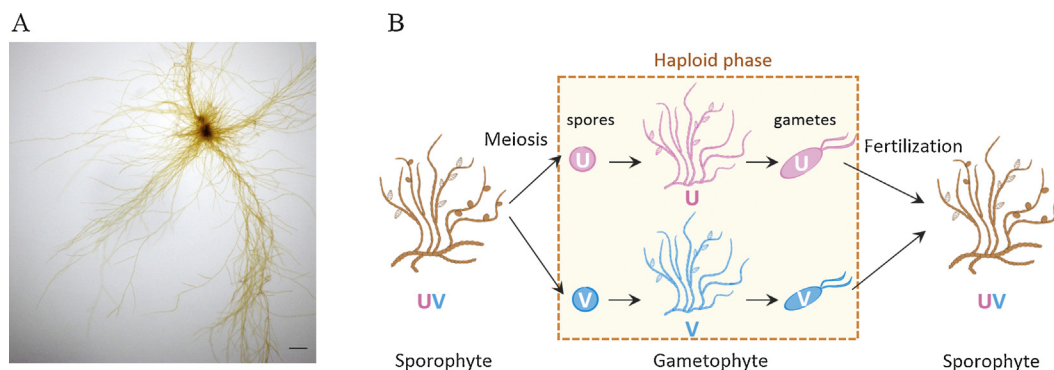 A
B
Haploid phase
spores
gametes
Meiosis
Fertilization
U
U
U
V
V
V
UV
UV
Sporophyte
Gametophyte
Sporophyte